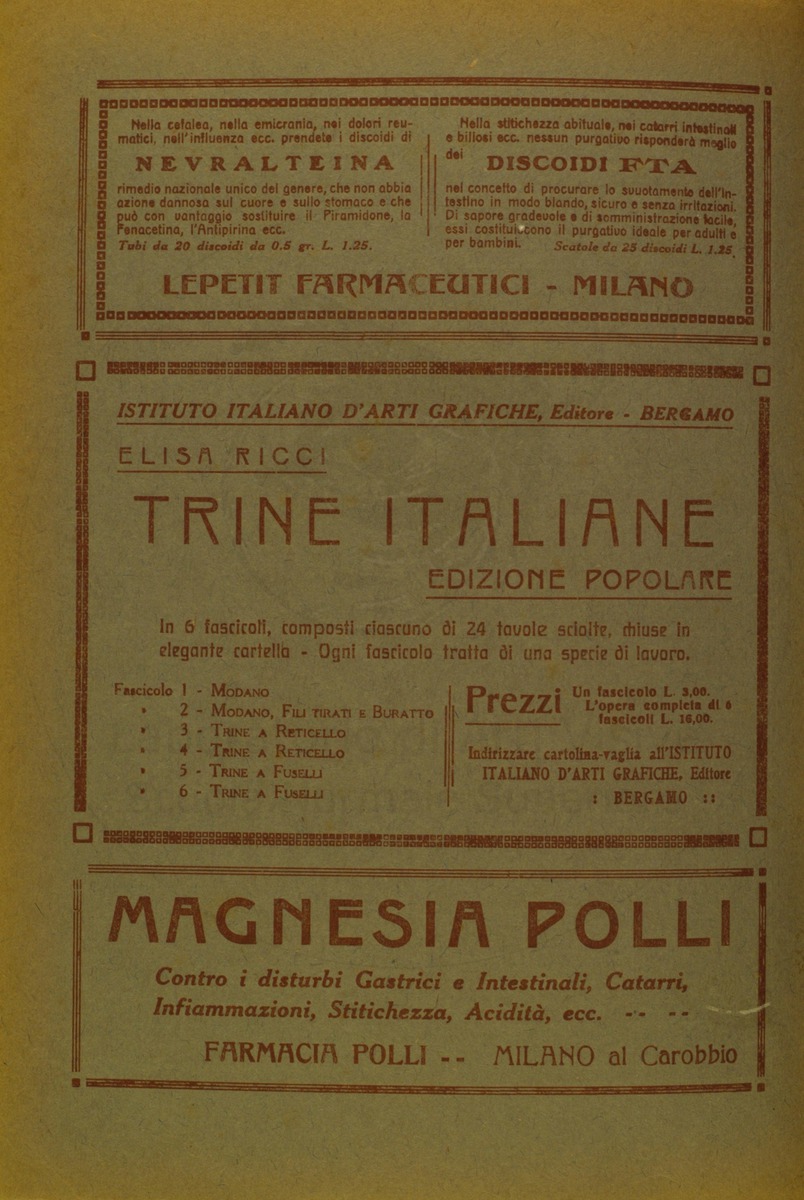 Nella cefalea, nella emicrania, nei dolori reu-
matici, nell'influenza ecc. prendete i discoidi di
NEVRALTEINA
rimedio nazionale unico del genere, che non abbia
azione dannosa sul cuore e sullo stomaco e che
può con vantaggio sostituire il Piramidone, la
Fenacetina, l'Antipirina ecc.
Tubi da 20 discoidi da 0.5 gr. L. 1.25.
Nella stitichezza abituale, nei catarri intestinali
e biliosi ecc. nessun purgativo risponderà meglio
dei DISCOIDI FTA
nel concetto di procurare lo svuotamento dell'in-
testino in modo blando, sicuro e senza irritazioni.
Di sapore gradevole e di somministrazione facile,
essi costituiscono il purgativo ideale per adulti e
per bambini. Scatole da 25 discoidi L. 1.25.
LEPETIT FARMACEUTICI - MILANO
ISTITUTO ITALIANO D'ARTI GRAFICHE, Editore - BERGAMO
ELISA RICCI
TRINE ITALIANE
EDIZIONE POPOLARE
In 6 fascicoli, composti ciascuno di 24 tavole sciolte, chiuse in
elegante cartella - Ogni fascicolo tratta di una specie di lavoro.
Fascicolo 1 - MODANO
» 2 - MODANO, FILI TIRATI E BURATTO
» 3 - TRINE A RETICELLO
» 4 - TRINE A RETICELLO
» 5 - TRINE A FUSELLI
» 6 - TRINE A FUSELLI
Prezzi
Un fascicolo L. 3,00.
L'opera completa di 6
fascicoli L. 16,00.
Indirizzare cartolina-vaglia all'ISTITUTO
ITALIANO D'ARTI GRAFICHE, Editore
: BERGAMO ::
MAGNESIA POLLI
Contro i disturbi Gastrici e Intestinali, Catarri,
Infiammazioni, Stitichezza, Acidità, ecc. -- --
FARMACIA POLLI -- MILANO al Carobbio